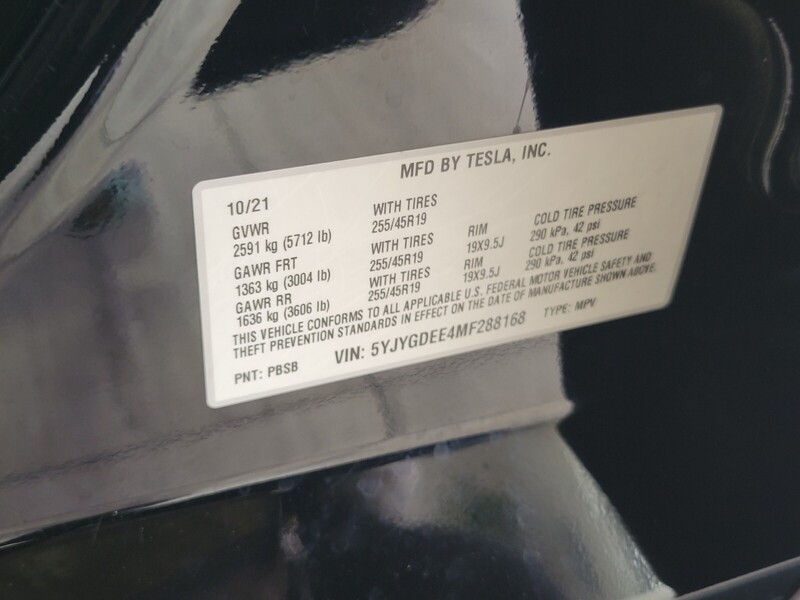 MFD BY TESLA, INC.
10/21
GVWR WITH TIRES
2591 kg (5712 lb) 255/45R19 RIM COLD TIRE PRESSURE
GAWR FRT WITH TIRES 19X9.5J 290 kPa, 42 psi
1363 kg (3004 lb) 255/45R19 RIM COLD TIRE PRESSURE
GAWR RR WITH TIRES 19X9.5J 290 kPa, 42 psi
1636 kg (3606 lb) 255/45R19
THIS VEHICLE CONFORMS TO ALL APPLICABLE U.S. FEDERAL MOTOR VEHICLE SAFETY AND
THEFT PREVENTION STANDARDS IN EFFECT ON THE DATE OF MANUFACTURE SHOWN ABOVE.
PNT: PBSB VIN: 5YJYGDEE4MF288168 TYPE: MPV